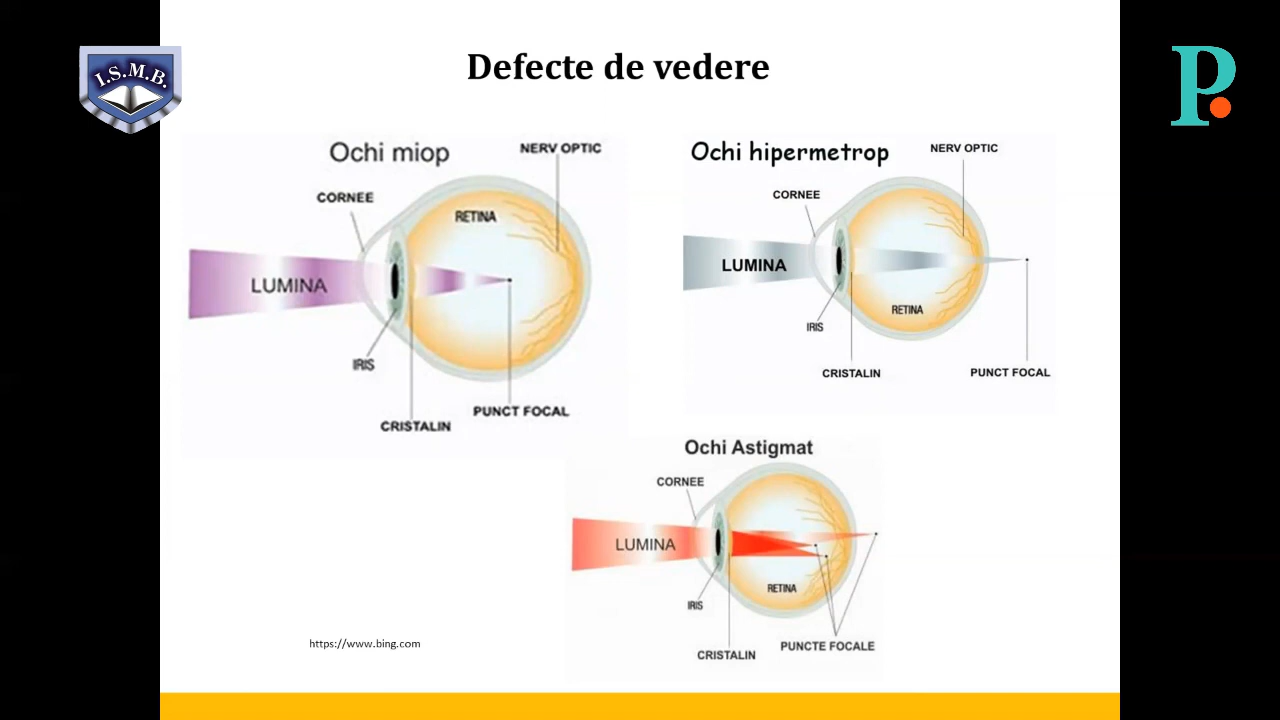 Defecte de vedere
I.S.M.B.
P.
Ochi miop
NERV OPTIC
CORNEE
RETINA
LUMINA
IRIS
PUNCT FOCAL
CRISTALIN
Ochi hipermetrop
NERV OPTIC
CORNEE
LUMINA
RETINA
IRIS
CRISTALIN
PUNCT FOCAL
Ochi Astigmat
CORNEE
LUMINA
RETINA
IRIS
PUNCTE FOCALE
CRISTALIN
https://www.bing.com